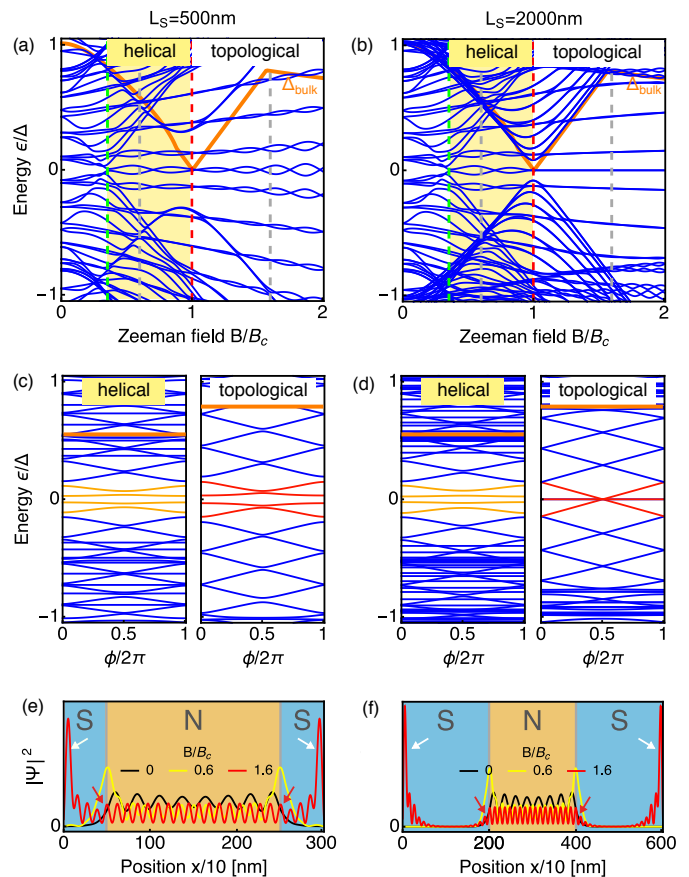 L_S=500nm
L_S=2000nm
(a)
helical
topological
Δ_bulk
Energy ϵ/Δ
1
0
−1
0
1
2
Zeeman field B/B_c
(b)
helical
topological
Δ_bulk
1
0
−1
0
1
2
Zeeman field B/B_c
(c)
helical
topological
Energy ϵ/Δ
1
0
−1
0
0.5
1
0
0.5
1
ϕ/2π
ϕ/2π
(d)
helical
topological
1
0
−1
0
0.5
1
0
0.5
1
ϕ/2π
ϕ/2π
(e)
S
N
S
B/B_c
0
0.6
1.6
|Ψ|²
0
0
100
200
300
Position x/10 [nm]
(f)
S
N
S
B/B_c
0
0.6
1.6
0
0
200
400
600
Position x/10 [nm]